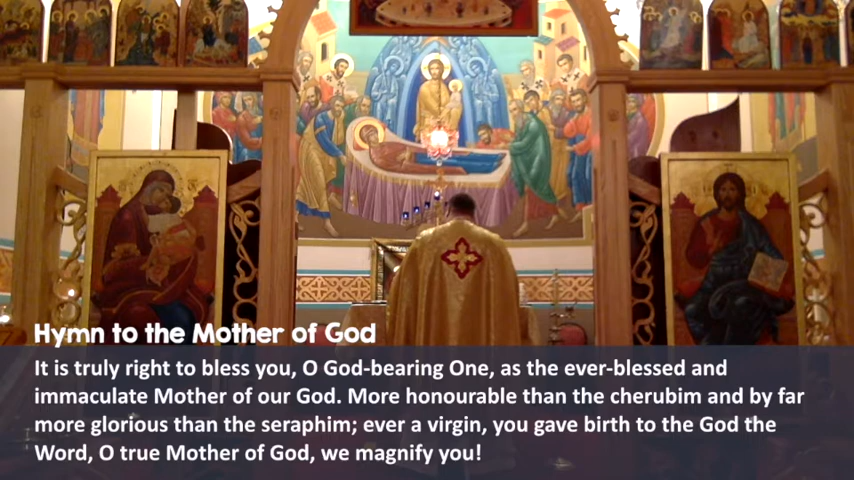 Hymn to the Mother of God
It is truly right to bless you, O God-bearing One, as the ever-blessed and
immaculate Mother of our God. More honourable than the cherubim and by far
more glorious than the seraphim; ever a virgin, you gave birth to the God the
Word, O true Mother of God, we magnify you!